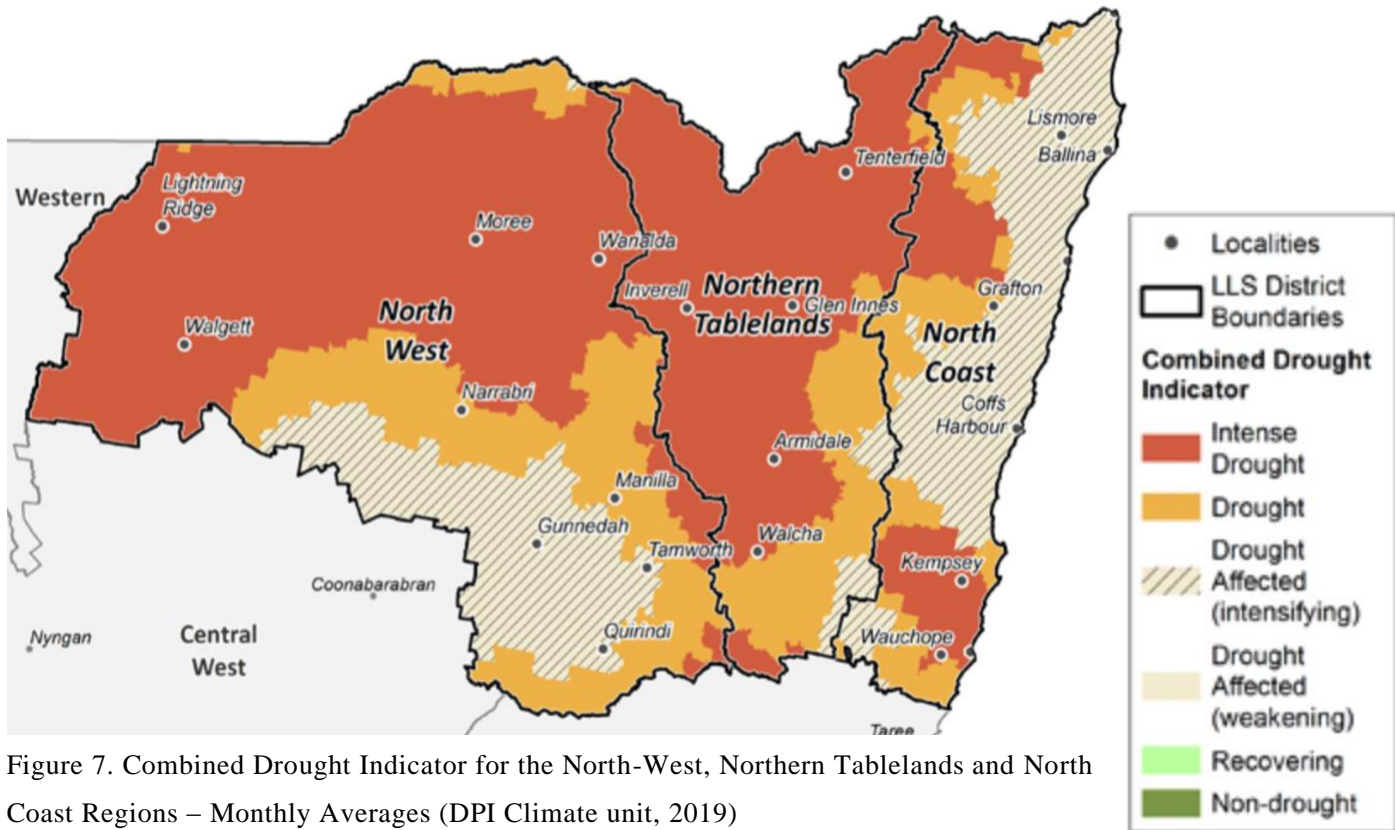 Western
Lightning
Ridge
Moree
Warialda
Tenterfield
Lismore
Ballina
Walgett
North
West
Inverell
Northern
Tablelands
Glen Innes
Grafton
North
Coast
Coffs
Harbour
Narrabri
Armidale
Manilla
Gunnedah
Tamworth
Walcha
Kempsey
Coonabarabran
Nyngan
Central
West
Quirindi
Wauchope
Taree
Localities
LLS District
Boundaries
Combined Drought
Indicator
Intense
Drought
Drought
Drought
Affected
(intensifying)
Drought
Affected
(weakening)
Recovering
Non-drought
Figure 7. Combined Drought Indicator for the North-West, Northern Tablelands and North
Coast Regions – Monthly Averages (DPI Climate unit, 2019)